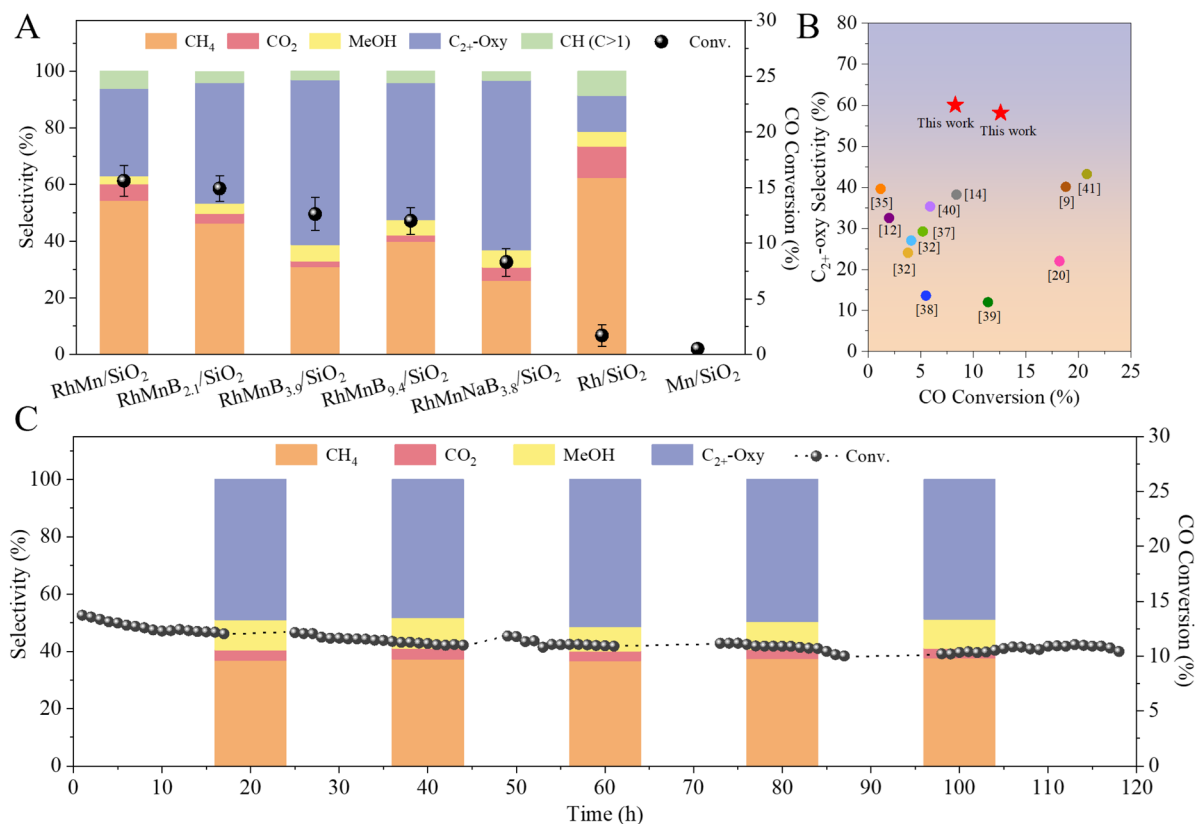 A
CH₄ CO₂ MeOH C₂₊-Oxy CH (C>1) Conv.
100
80
60
40
20
0
Selectivity (%)
30
25
20
15
10
5
0
CO Conversion (%)
RhMn/SiO₂ RhMnB₂.₁/SiO₂ RhMnB₃.₉/SiO₂ RhMnB₉.₄/SiO₂ RhMnNaB₃.₈/SiO₂ Rh/SiO₂ Mn/SiO₂
B
80
70
60
50
40
30
20
10
0
C₂₊-oxy Selectivity (%)
This work
This work
[35]
[12]
[40]
[14]
[9]
[41]
[37]
[32]
[32]
[20]
[38]
[39]
0 5 10 15 20 25
CO Conversion (%)
C
CH₄ CO₂ MeOH C₂₊-Oxy Conv.
100
80
60
40
20
0
Selectivity (%)
30
25
20
15
10
5
0
CO Conversion (%)
0 10 20 30 40 50 60 70 80 90 100 110 120
Time (h)